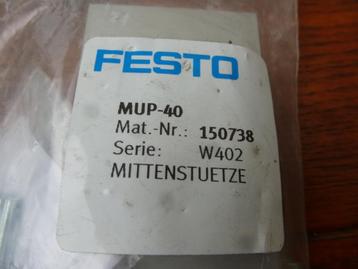 FESTO
MUP-40
Mat.-Nr.: 150738
Serie: W402
MITTENSTUETZE